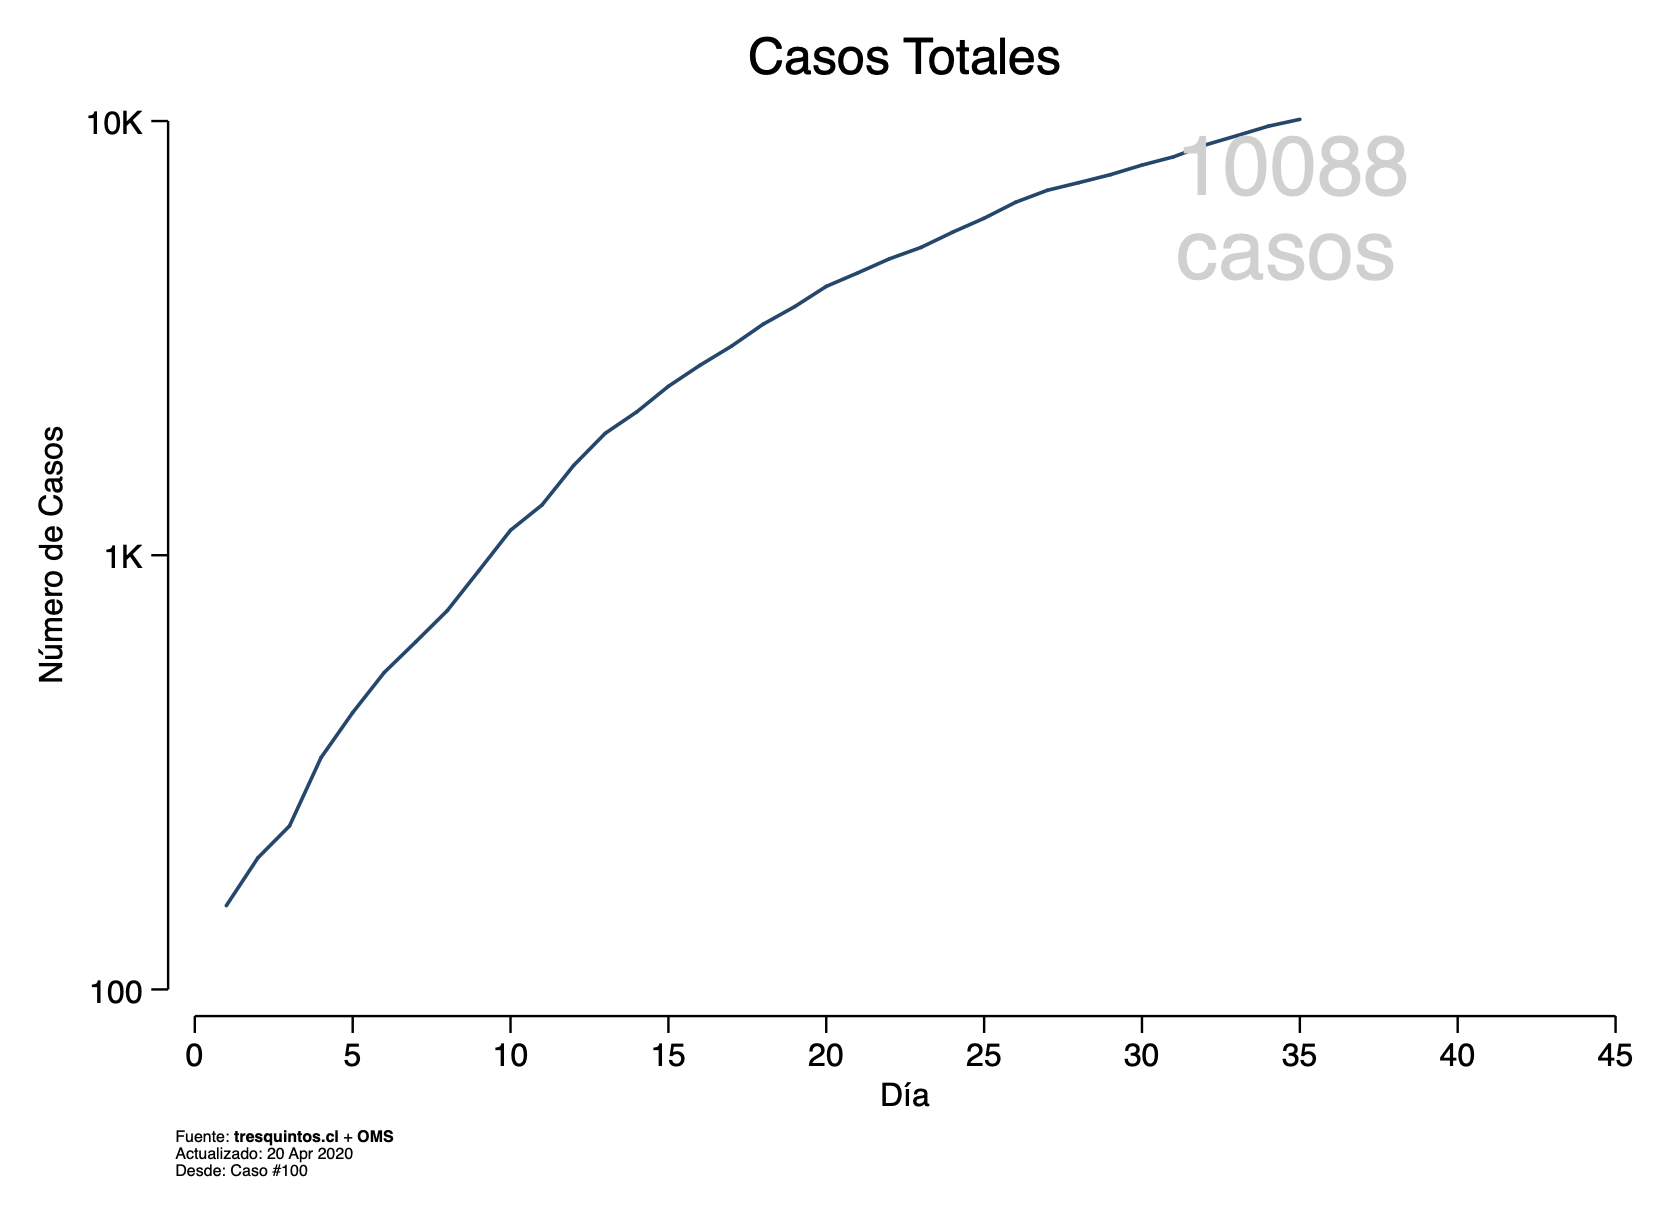 Casos Totales
10K
1K
100
Número de Casos
10088
casos
0 5 10 15 20 25 30 35 40 45
Día
Fuente: tresquintos.cl + OMS
Actualizado: 20 Apr 2020
Desde: Caso #100